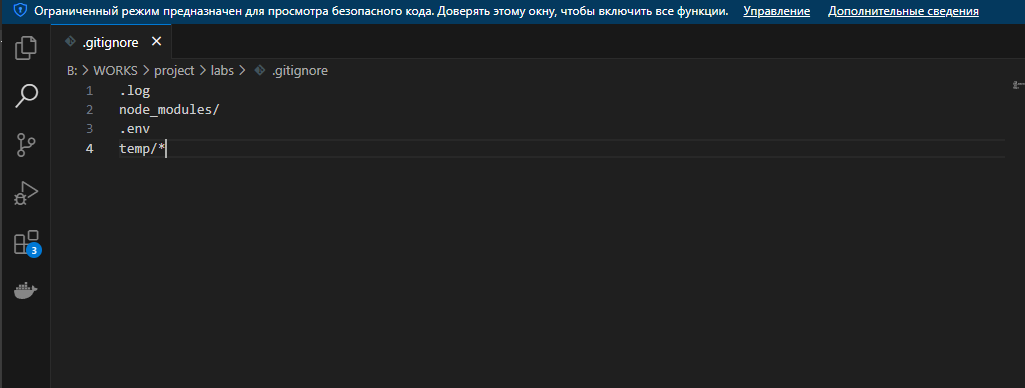 Ограниченный режим предназначен для просмотра безопасного кода. Доверять этому окну, чтобы включить все функции. Управление Дополнительные сведения
.gitignore
B: > WORKS > project > labs > .gitignore
1 .log
2 node_modules/
3 .env
4 temp/*
3